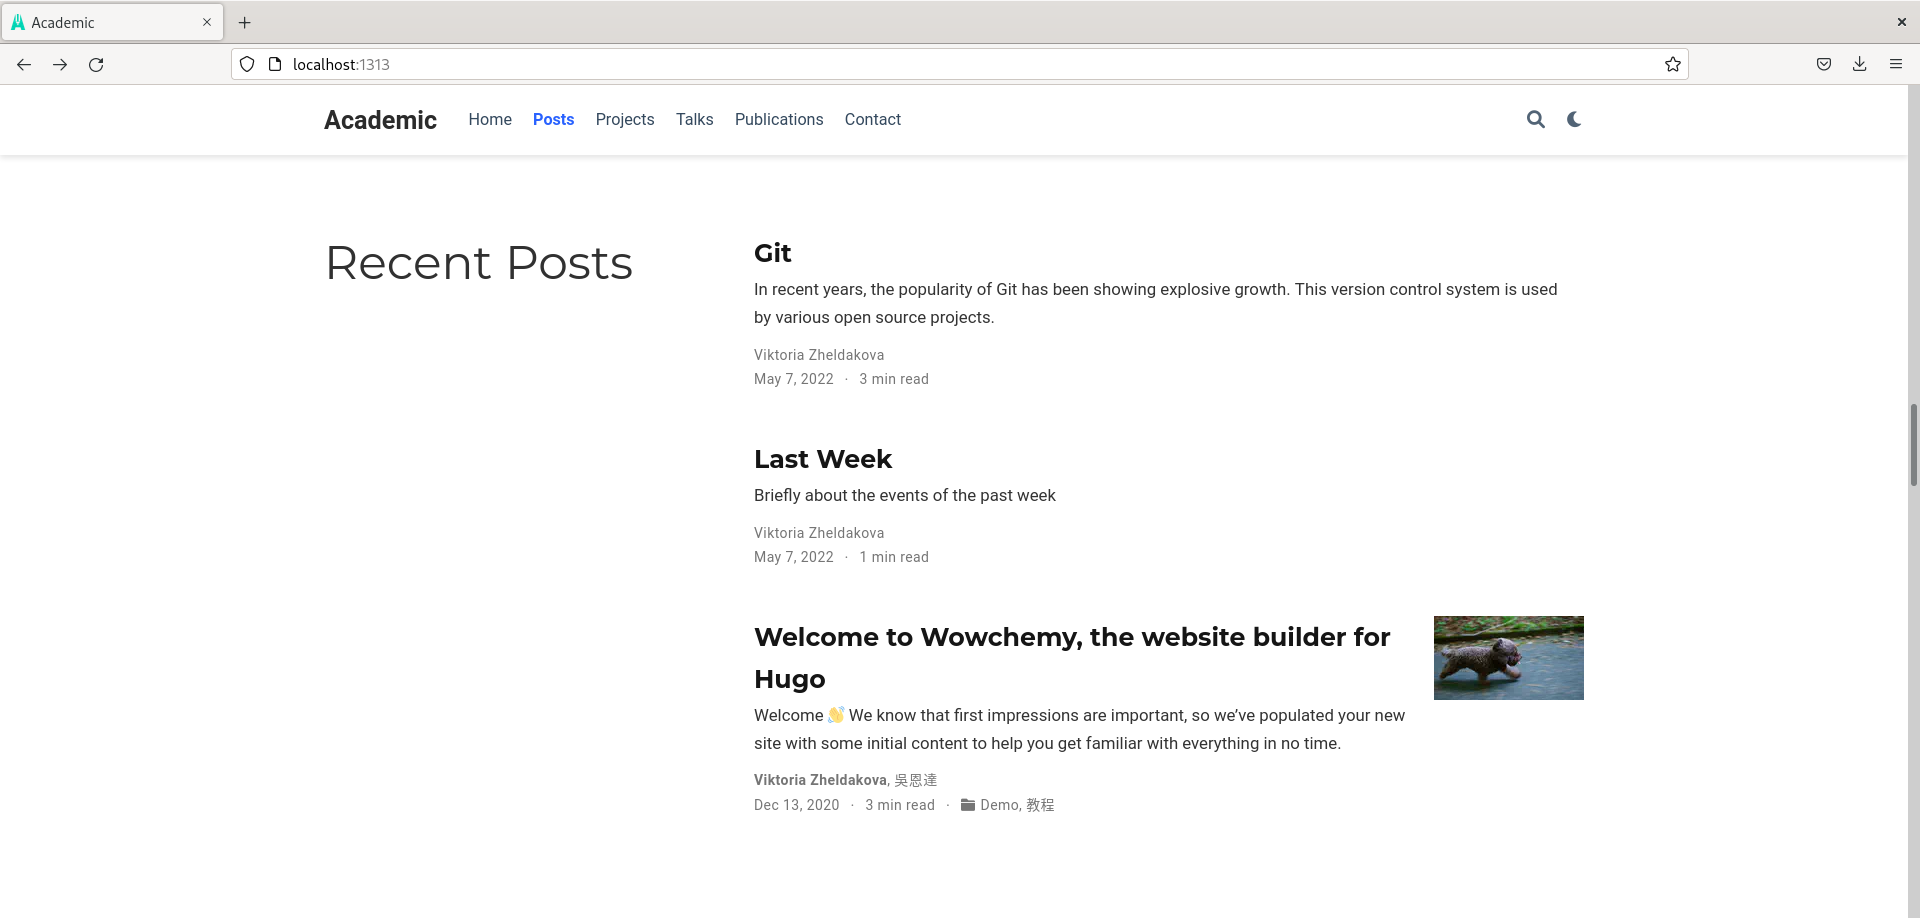 Academic
localhost:1313
Academic Home Posts Projects Talks Publications Contact
Recent Posts
Git
In recent years, the popularity of Git has been showing explosive growth. This version control system is used
by various open source projects.
Viktoria Zheldakova
May 7, 2022 · 3 min read
Last Week
Briefly about the events of the past week
Viktoria Zheldakova
May 7, 2022 · 1 min read
Welcome to Wowchemy, the website builder for
Hugo
Welcome 👋 We know that first impressions are important, so we’ve populated your new
site with some initial content to help you get familiar with everything in no time.
Viktoria Zheldakova, 吳恩達
Dec 13, 2020 · 3 min read · Demo, 教程